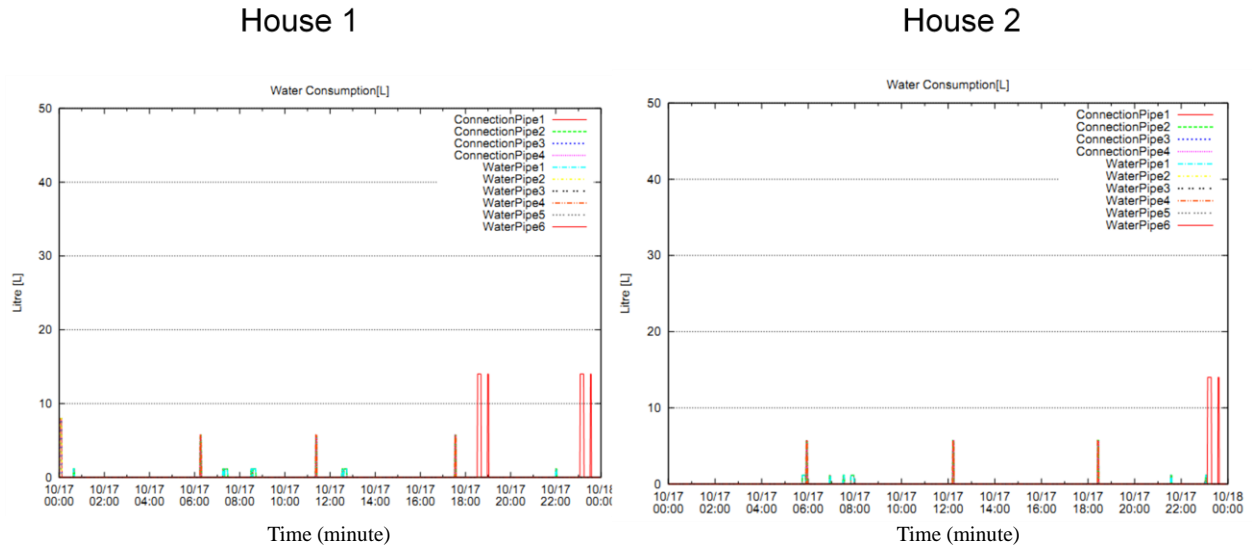 House 1
House 2
Water Consumption[L]
50
40
30
20
10
0
Litre [L]
ConnectionPipe1
ConnectionPipe2
ConnectionPipe3
ConnectionPipe4
WaterPipe1
WaterPipe2
WaterPipe3
WaterPipe4
WaterPipe5
WaterPipe6
10/17 10/17 10/17 10/17 10/17 10/17 10/17 10/17 10/17 10/17 10/17 10/17 10/18
00:00 02:00 04:00 06:00 08:00 10:00 12:00 14:00 16:00 18:00 20:00 22:00 00:00
Time (minute)
Water Consumption[L]
50
40
30
20
10
0
Litre [L]
ConnectionPipe1
ConnectionPipe2
ConnectionPipe3
ConnectionPipe4
WaterPipe1
WaterPipe2
WaterPipe3
WaterPipe4
WaterPipe5
WaterPipe6
10/17 10/17 10/17 10/17 10/17 10/17 10/17 10/17 10/17 10/17 10/17 10/17 10/18
00:00 02:00 04:00 06:00 08:00 10:00 12:00 14:00 16:00 18:00 20:00 22:00 00:00
Time (minute)